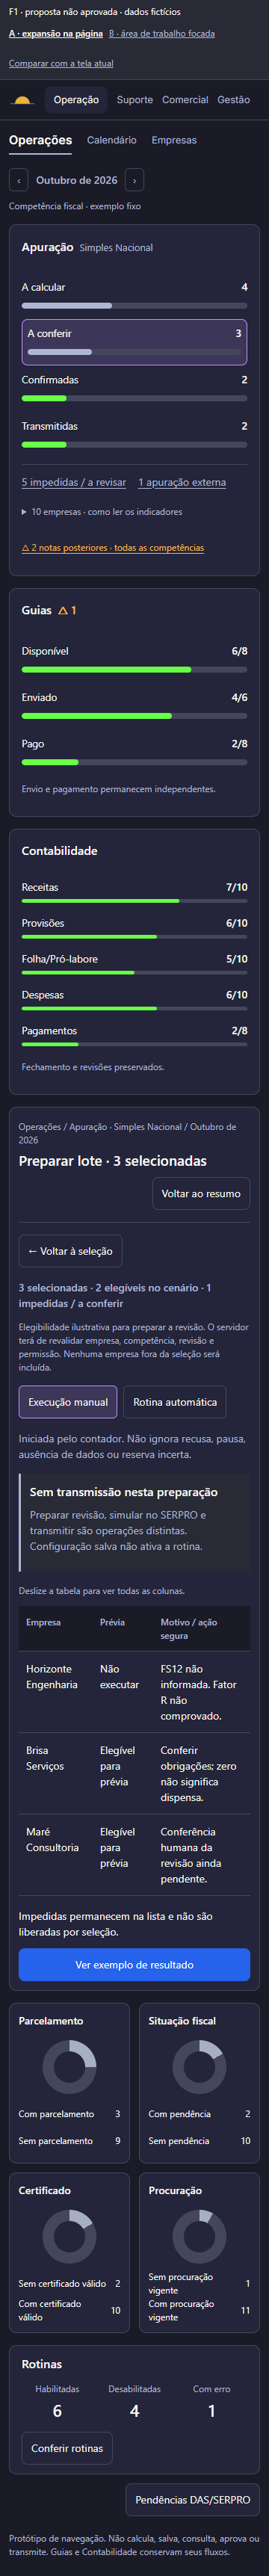 F1 · proposta não aprovada · dados fictícios
A · expansão na página B · área de trabalho focada
Comparar com a tela atual
Operação Suporte Comercial Gestão
Operações Calendário Empresas
‹ Outubro de 2026 ›
Competência fiscal · exemplo fixo
Apuração Simples Nacional
A calcular 4
A conferir 3
Confirmadas 2
Transmitidas 2
5 impedidas / a revisar 1 apuração externa
▸ 10 empresas · como ler os indicadores
△ 2 notas posteriores · todas as competências
Guias △ 1
Disponível 6/8
Enviado 4/6
Pago 2/8
Envio e pagamento permanecem independentes.
Contabilidade
Receitas 7/10
Provisões 6/10
Folha/Pró-labore 5/10
Despesas 6/10
Pagamentos 2/8
Fechamento e revisões preservados.
Operações / Apuração · Simples Nacional / Outubro de
2026
Preparar lote · 3 selecionadas
Voltar ao resumo
← Voltar à seleção
3 selecionadas · 2 elegíveis no cenário · 1
impedidas / a conferir
Elegibilidade ilustrativa para preparar a revisão. O servidor
terá de revalidar empresa, competência, revisão e
permissão. Nenhuma empresa fora da seleção será
incluída.
Execução manual Rotina automática
Iniciada pelo contador. Não ignora recusa, pausa,
ausência de dados ou reserva incerta.
Sem transmissão nesta preparação
Preparar revisão, simular no SERPRO e
transmitir são operações distintas.
Configuração salva não ativa a rotina.
Deslize a tabela para ver todas as colunas.
Empresa Prévia Motivo / ação
segura
Horizonte Não FS12 não
Engenharia executar informada. Fator
R não
comprovado.
Brisa Elegível Conferir
Serviços para obrigações; zero
prévia não significa
dispensa.
Maré Elegível Conferência
Consultoria para humana da
prévia revisão ainda
pendente.
Impedidas permanecem na lista e não são
liberadas por seleção.
Ver exemplo de resultado
Parcelamento Situação fiscal
Com parcelamento 3 Com pendência 2
Sem parcelamento 9 Sem pendência 10
Certificado Procuração
Sem certificado válido 2 Sem procuração
vigente 1
Com certificado
válido 10 Com procuração
vigente 11
Rotinas
Habilitadas Desabilitadas Com erro
6 4 1
Conferir rotinas
Pendências DAS/SERPRO
Protótipo de navegação. Não calcula, salva, consulta, aprova ou
transmite. Guias e Contabilidade conservam seus fluxos.